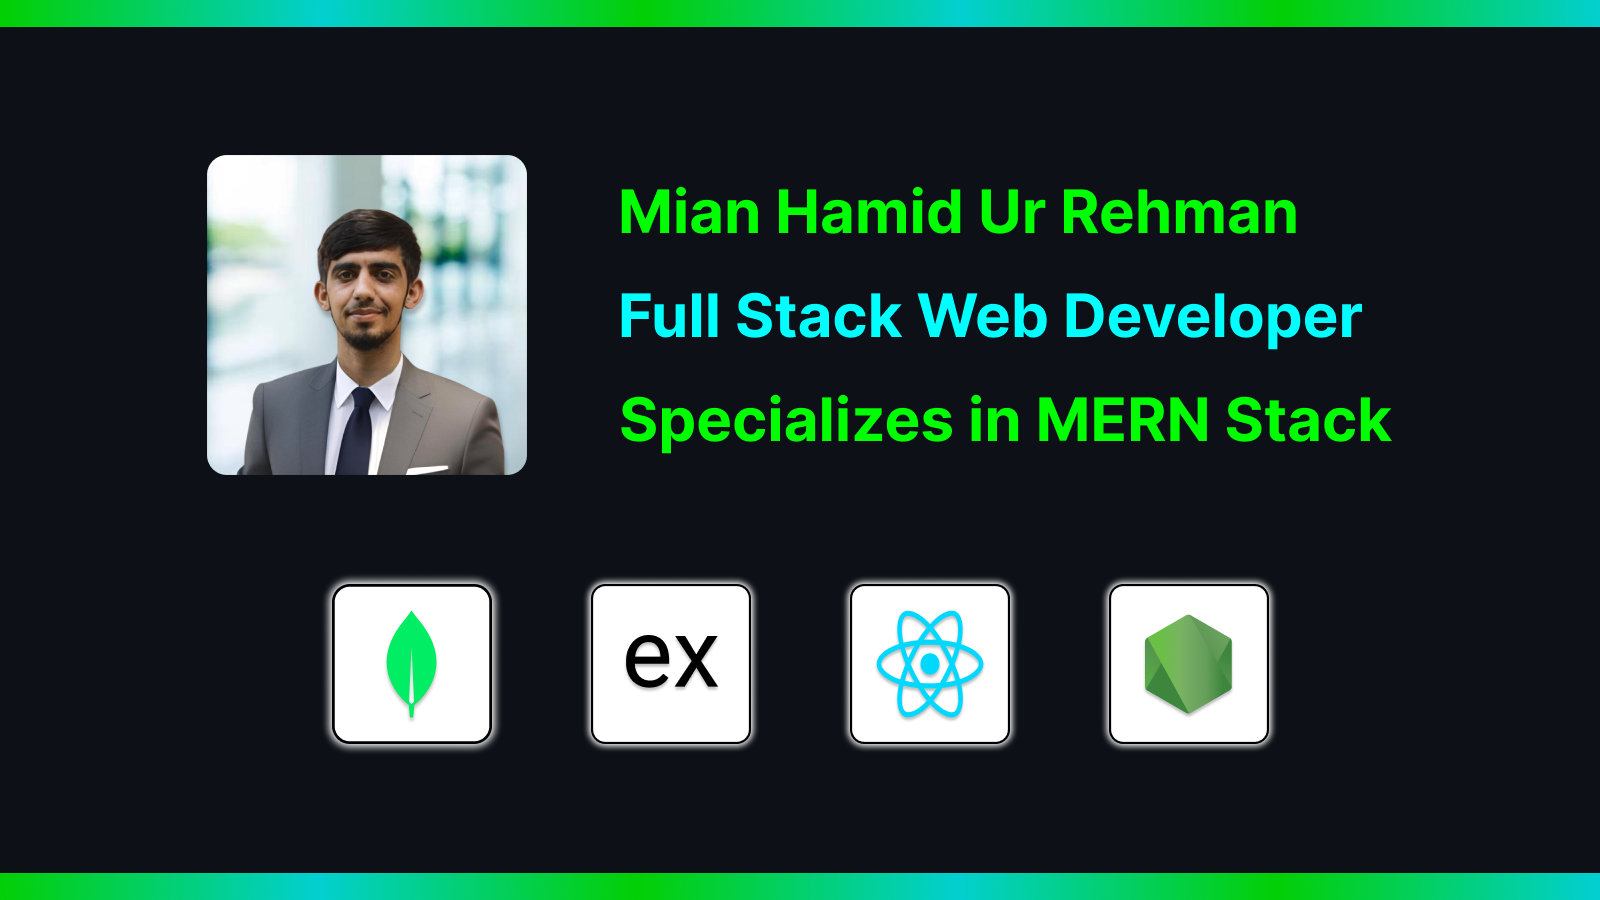 Mian Hamid Ur Rehman
Full Stack Web Developer
Specializes in MERN Stack
ex